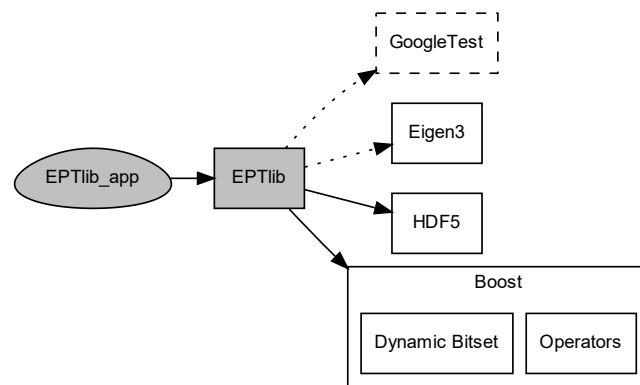 GoogleTest
Eigen3
EPTlib_app
EPTlib
HDF5
Boost
Dynamic Bitset
Operators